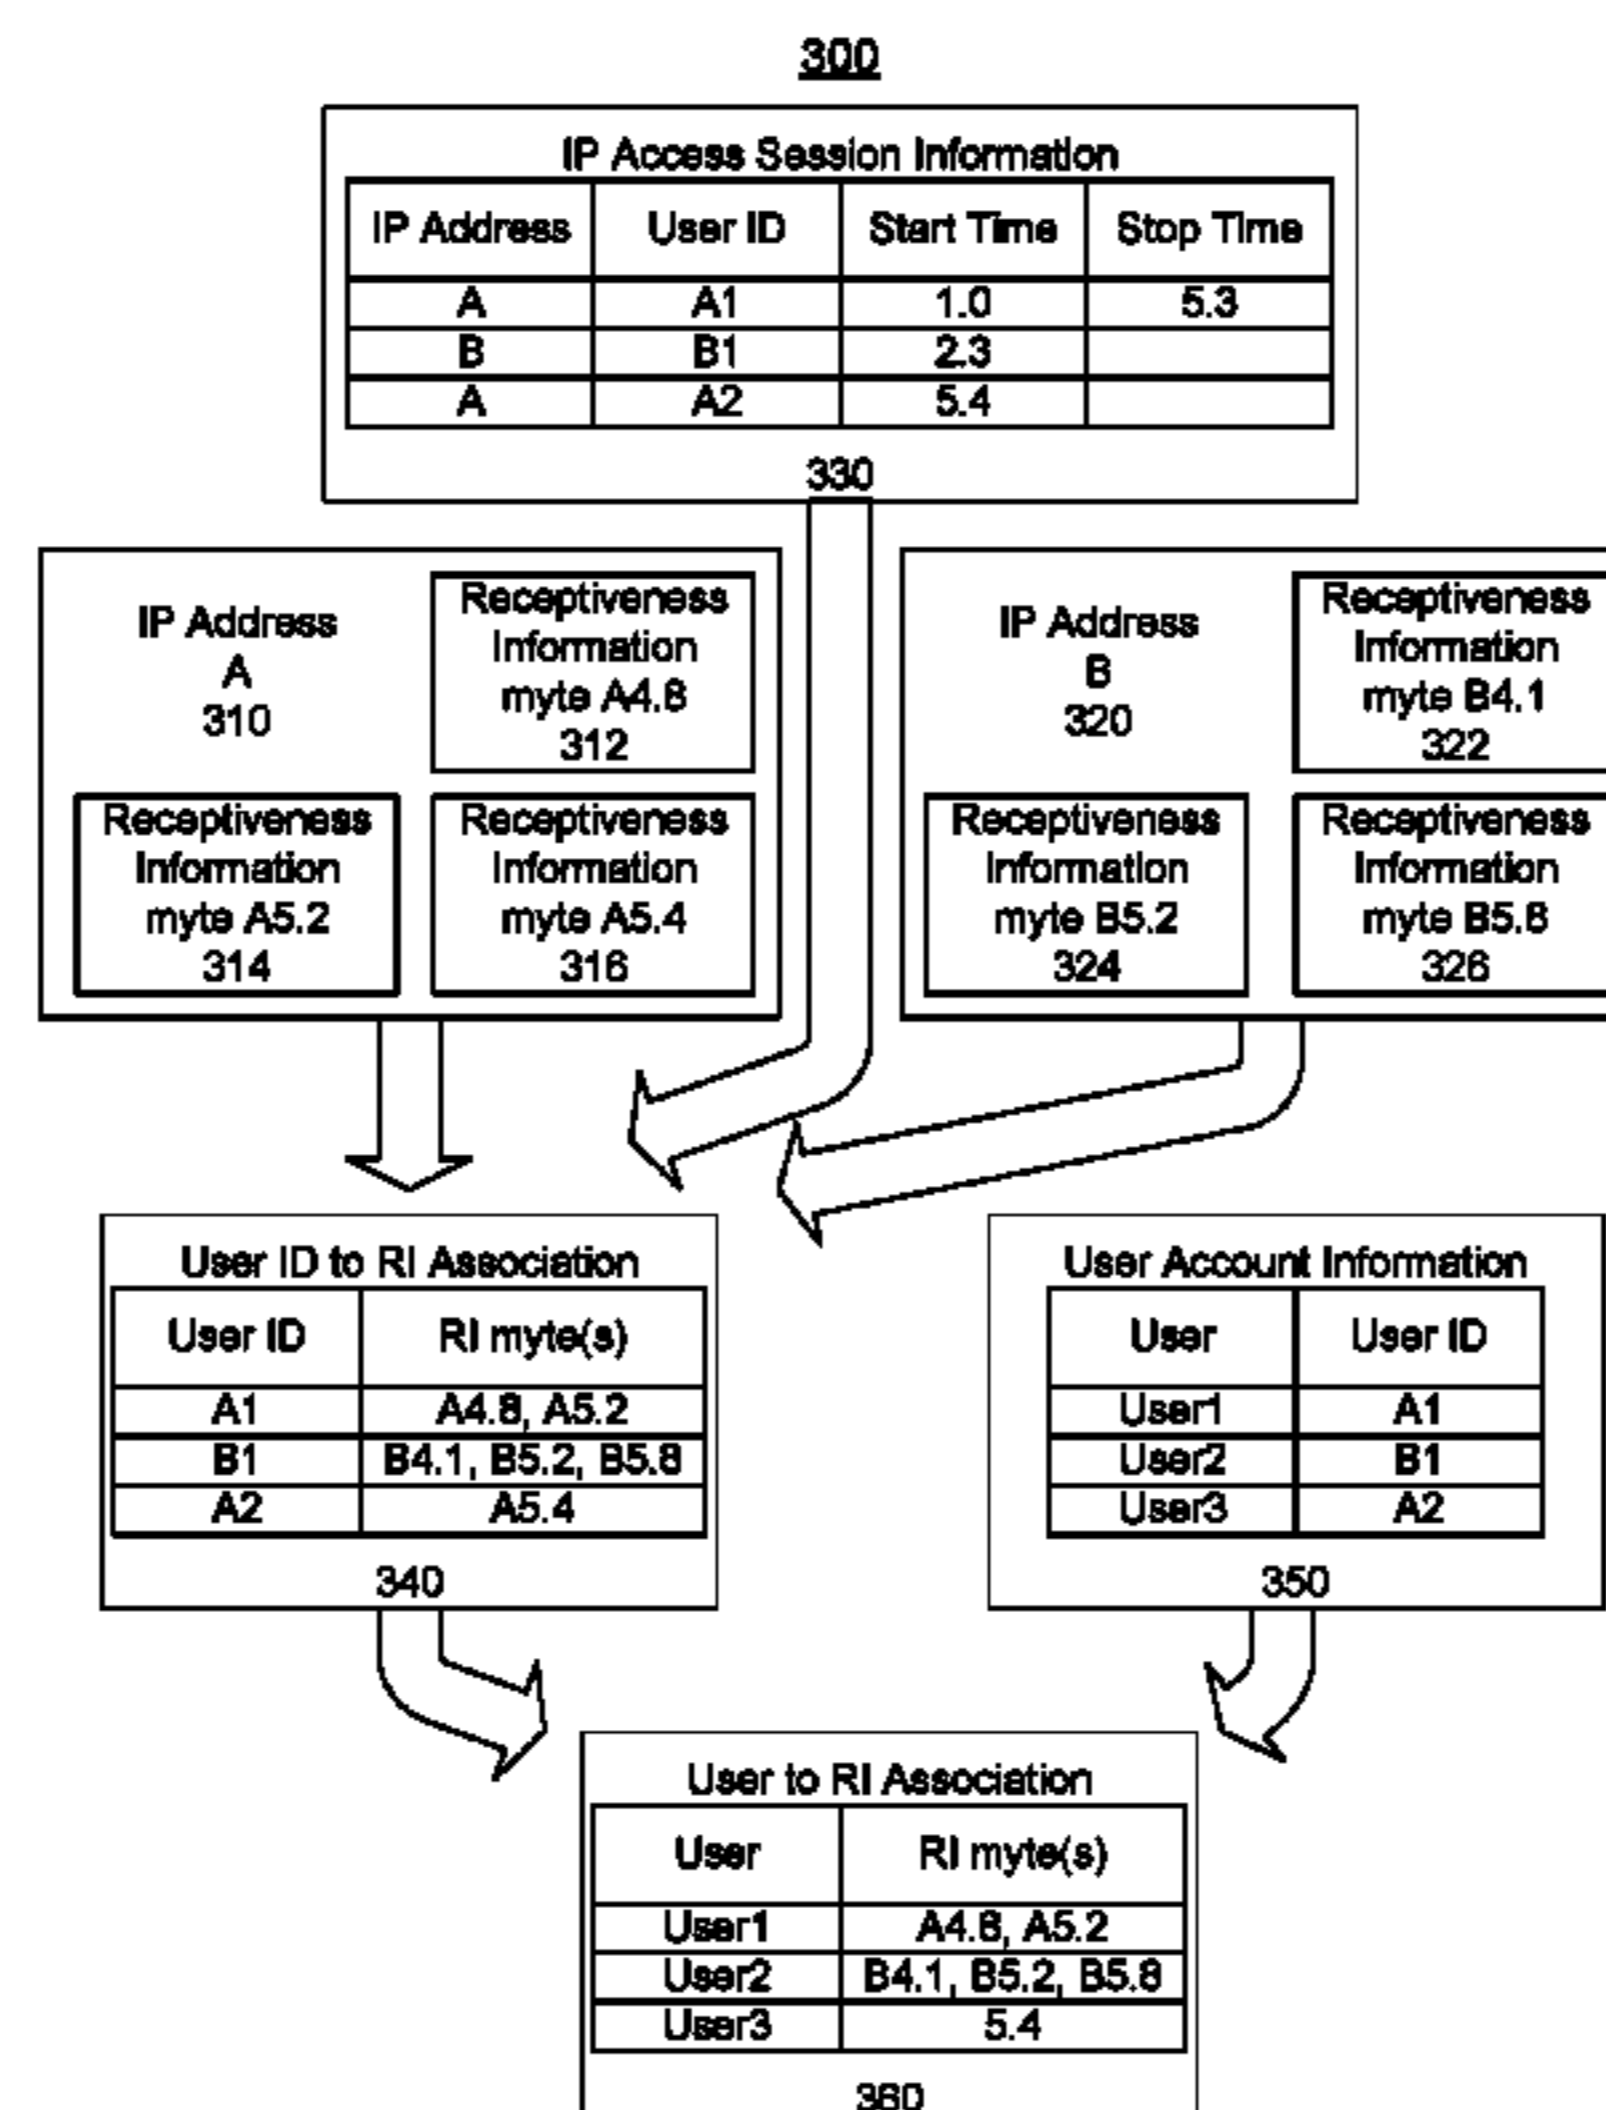 300
IP Access Session Information
IP Address User ID Start Time Stop Time
A A1 1.0 5.3
B B1 2.3
A A2 5.4
330
IP Address
A
310
Receptiveness
Information
myte A4.8
312
Receptiveness
Information
myte A5.2
314
Receptiveness
Information
myte A5.4
316
IP Address
B
320
Receptiveness
Information
myte B4.1
322
Receptiveness
Information
myte B5.2
324
Receptiveness
Information
myte B5.8
326
User ID to RI Association
User ID RI myte(s)
A1 A4.8, A5.2
B1 B4.1, B5.2, B5.8
A2 A5.4
340
User Account Information
User User ID
User1 A1
User2 B1
User3 A2
350
User to RI Association
User RI myte(s)
User1 A4.8, A5.2
User2 B4.1, B5.2, B5.8
User3 5.4
360